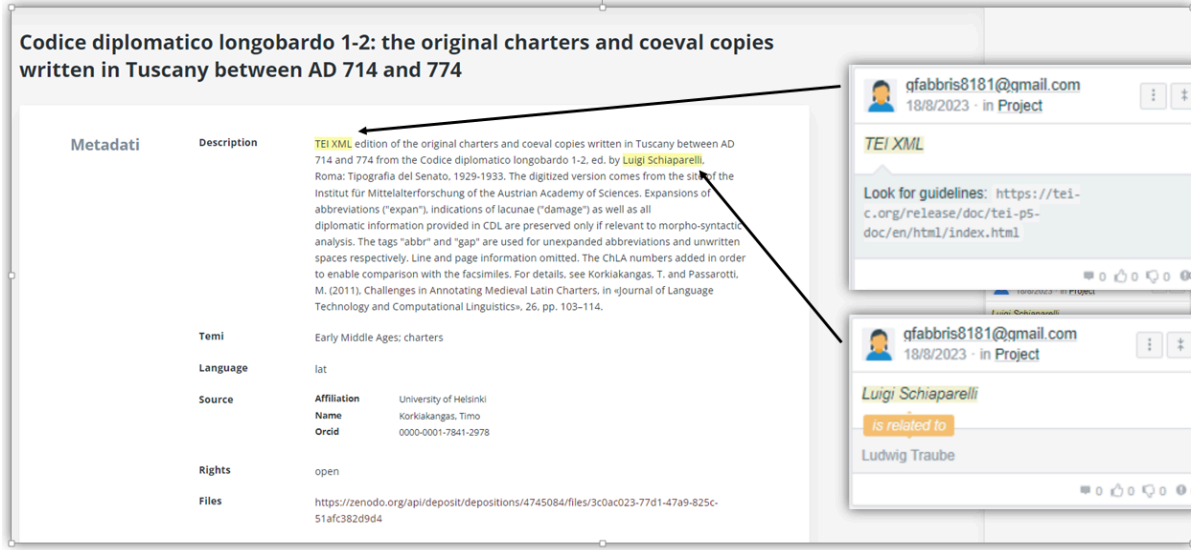 Codice diplomatico longobardo 1-2: the original charters and coeval copies
written in Tuscany between AD 714 and 774
Metadati
Description
TEI XML edition of the original charters and coeval copies written in Tuscany between AD
714 and 774 from the Codice diplomatico longobardo 1-2, ed. by Luigi Schiaparelli,
Roma: Tipografia del Senato, 1929-1933. The digitized version comes from the site of the
Institut für Mittelalterforschung of the Austrian Academy of Sciences. Expansions of
abbreviations ("expan"), indications of lacunae ("damage") as well as all
diplomatic information provided in CDL are preserved only if relevant to morpho-syntactic
analysis. The tags "abbr" and "gap" are used for unexpanded abbreviations and unwritten
spaces respectively. Line and page information omitted. The ChLA numbers added in order
to enable comparison with the facsimiles. For details, see Korkiakangas, T. and Passarotti,
M. (2011). Challenges in Annotating Medieval Latin Charters, in «Journal of Language
Technology and Computational Linguistics», 26, pp. 103–114.
Temi
Early Middle Ages; charters
Language
lat
Source
Affiliation University of Helsinki
Name Korkiakangas, Timo
Orcid 0000-0001-7841-2978
Rights
open
Files
https://zenodo.org/api/deposit/depositions/4745084/files/3c0ac023-77d1-47a9-825c-
51afc382d9d4
gfabbris8181@gmail.com
18/8/2023 · in Project
TEI XML
Look for guidelines: https://tei-
c.org/release/doc/tei-p5-
doc/en/html/index.html
0 0 0
18/8/2023 · in Project
Luigi Schiaparelli
gfabbris8181@gmail.com
18/8/2023 · in Project
Luigi Schiaparelli
is related to
Ludwig Traube
0 0 0